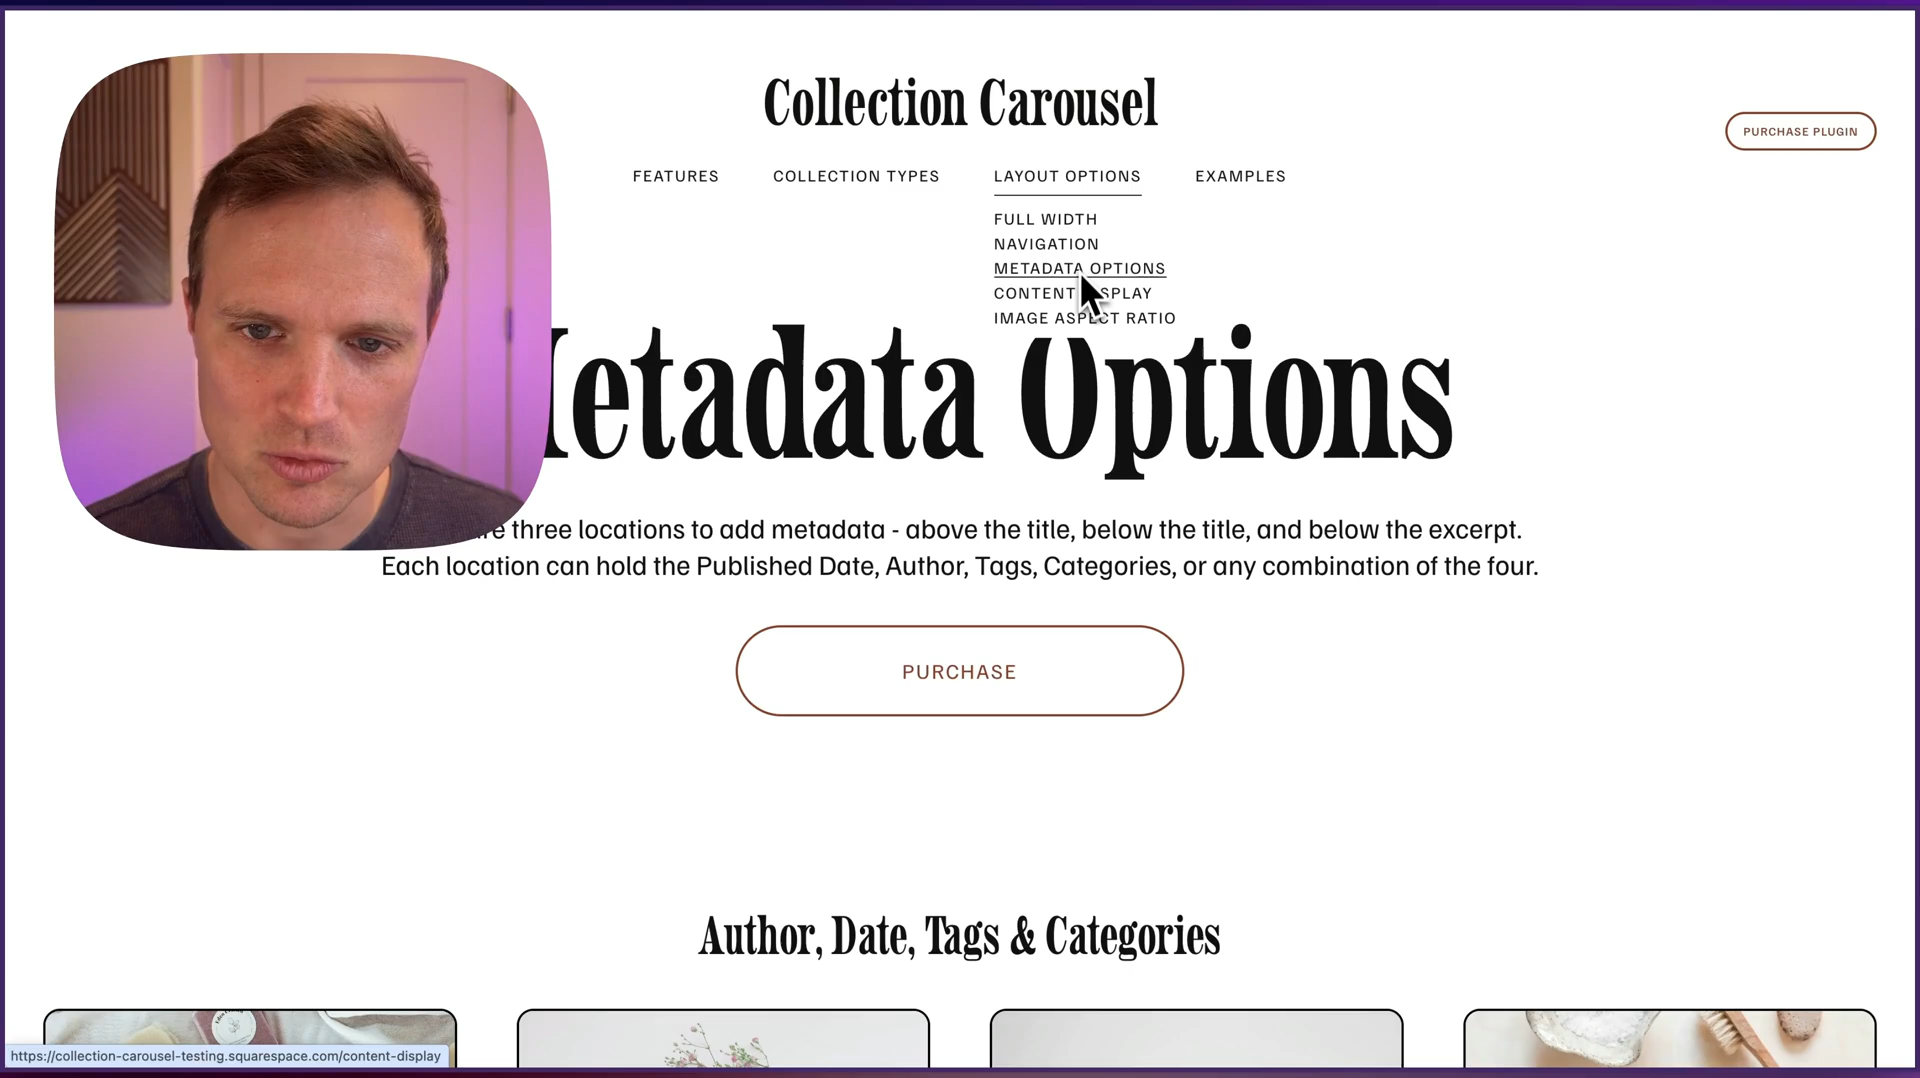 Collection Carousel
PURCHASE PLUGIN
FEATURES COLLECTION TYPES LAYOUT OPTIONS EXAMPLES
FULL WIDTH
NAVIGATION
METADATA OPTIONS
CONTENT DISPLAY
IMAGE ASPECT RATIO
Metadata Options
three locations to add metadata - above the title, below the title, and below the excerpt.
Each location can hold the Published Date, Author, Tags, Categories, or any combination of the four.
PURCHASE
Author, Date, Tags & Categories
https://collection-carousel-testing.squarespace.com/content-display